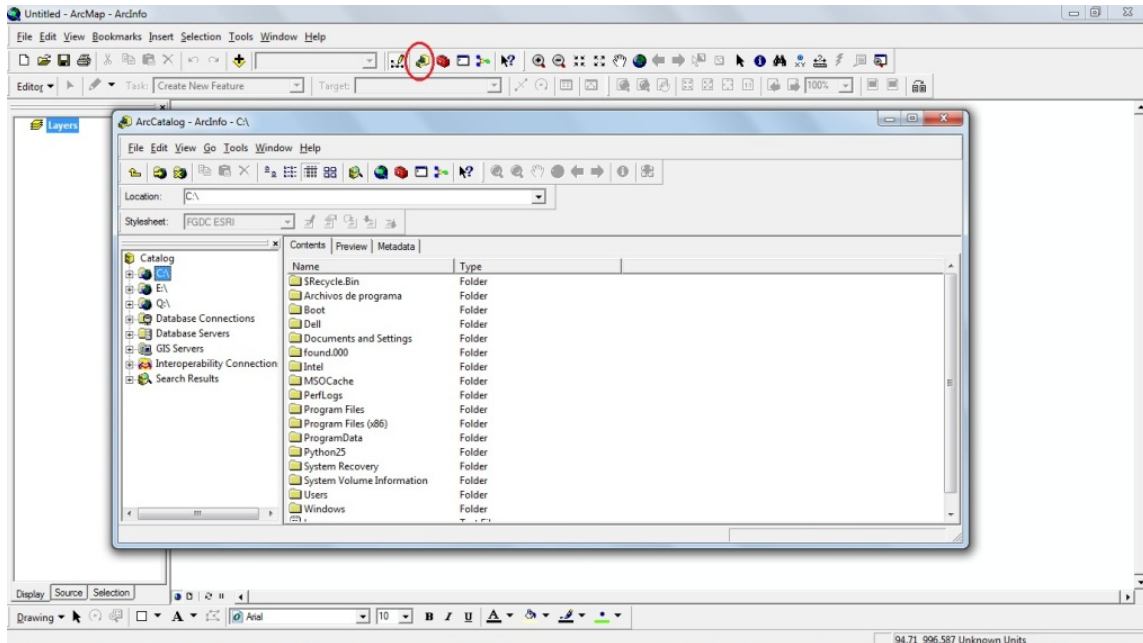 Untitled - ArcMap - ArcInfo
File Edit View Bookmarks Insert Selection Tools Window Help
Editor Task: Create New Feature Target: 100%
Layers
ArcCatalog - ArcInfo - C:\
File Edit View Go Tools Window Help
Location: C:\
Stylesheet: FGDC ESRI
Catalog
C:\
E:\
Q:\
Database Connections
Database Servers
GIS Servers
Interoperability Connection
Search Results
Contents Preview Metadata
Name Type
$Recycle.Bin Folder
Archivos de programa Folder
Boot Folder
Dell Folder
Documents and Settings Folder
found.000 Folder
Intel Folder
MSOCache Folder
PerfLogs Folder
Program Files Folder
Program Files (x86) Folder
ProgramData Folder
Python25 Folder
System Recovery Folder
System Volume Information Folder
Users Folder
Windows Folder
Display Source Selection
Drawing A Arial 10 B I U A
94.71 996.587 Unknown Units